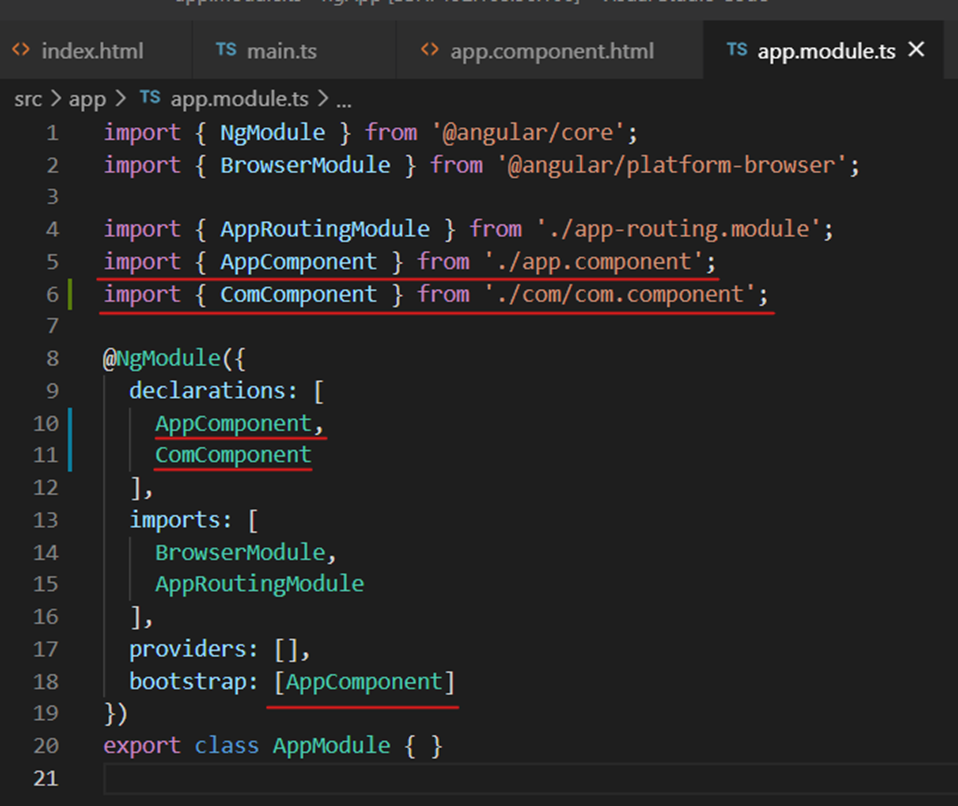 index.html TS main.ts app.component.html TS app.module.ts ✕
src > app > TS app.module.ts > ...
1 import { NgModule } from '@angular/core';
2 import { BrowserModule } from '@angular/platform-browser';
3
4 import { AppRoutingModule } from './app-routing.module';
5 import { AppComponent } from './app.component';
6 import { ComComponent } from './com/com.component';
7
8 @NgModule({
9   declarations: [
10     AppComponent,
11     ComComponent
12   ],
13   imports: [
14     BrowserModule,
15     AppRoutingModule
16   ],
17   providers: [],
18   bootstrap: [AppComponent]
19 })
20 export class AppModule { }
21